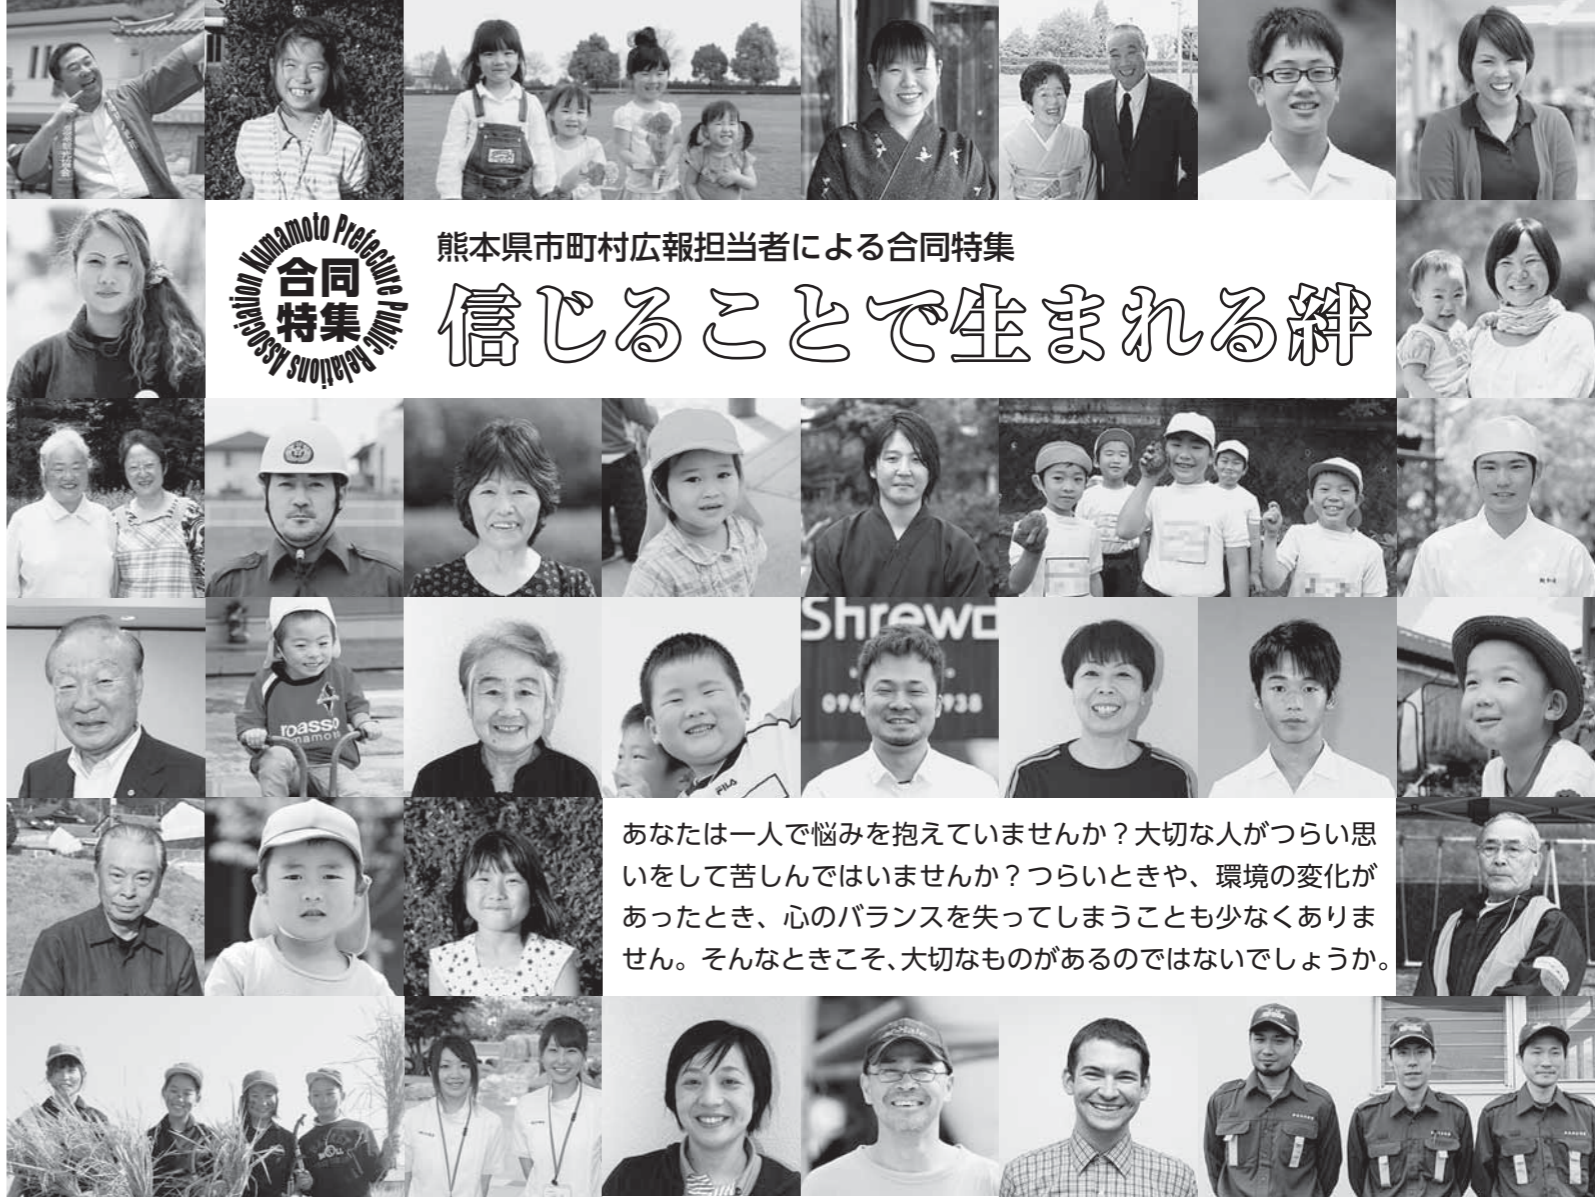 熊本県市町村広報担当者による合同特集
Kumamoto Prefecture Public Relations Association
合同
特集
信じることで生まれる絆
Shrewd
roasso
FILA
あなたは一人で悩みを抱えていませんか？大切な人がつらい思
いをして苦しんではいませんか？つらいときや、環境の変化が
あったとき、心のバランスを失ってしまうことも少なくありま
せん。そんなときこそ、大切なものがあるのではないでしょうか。